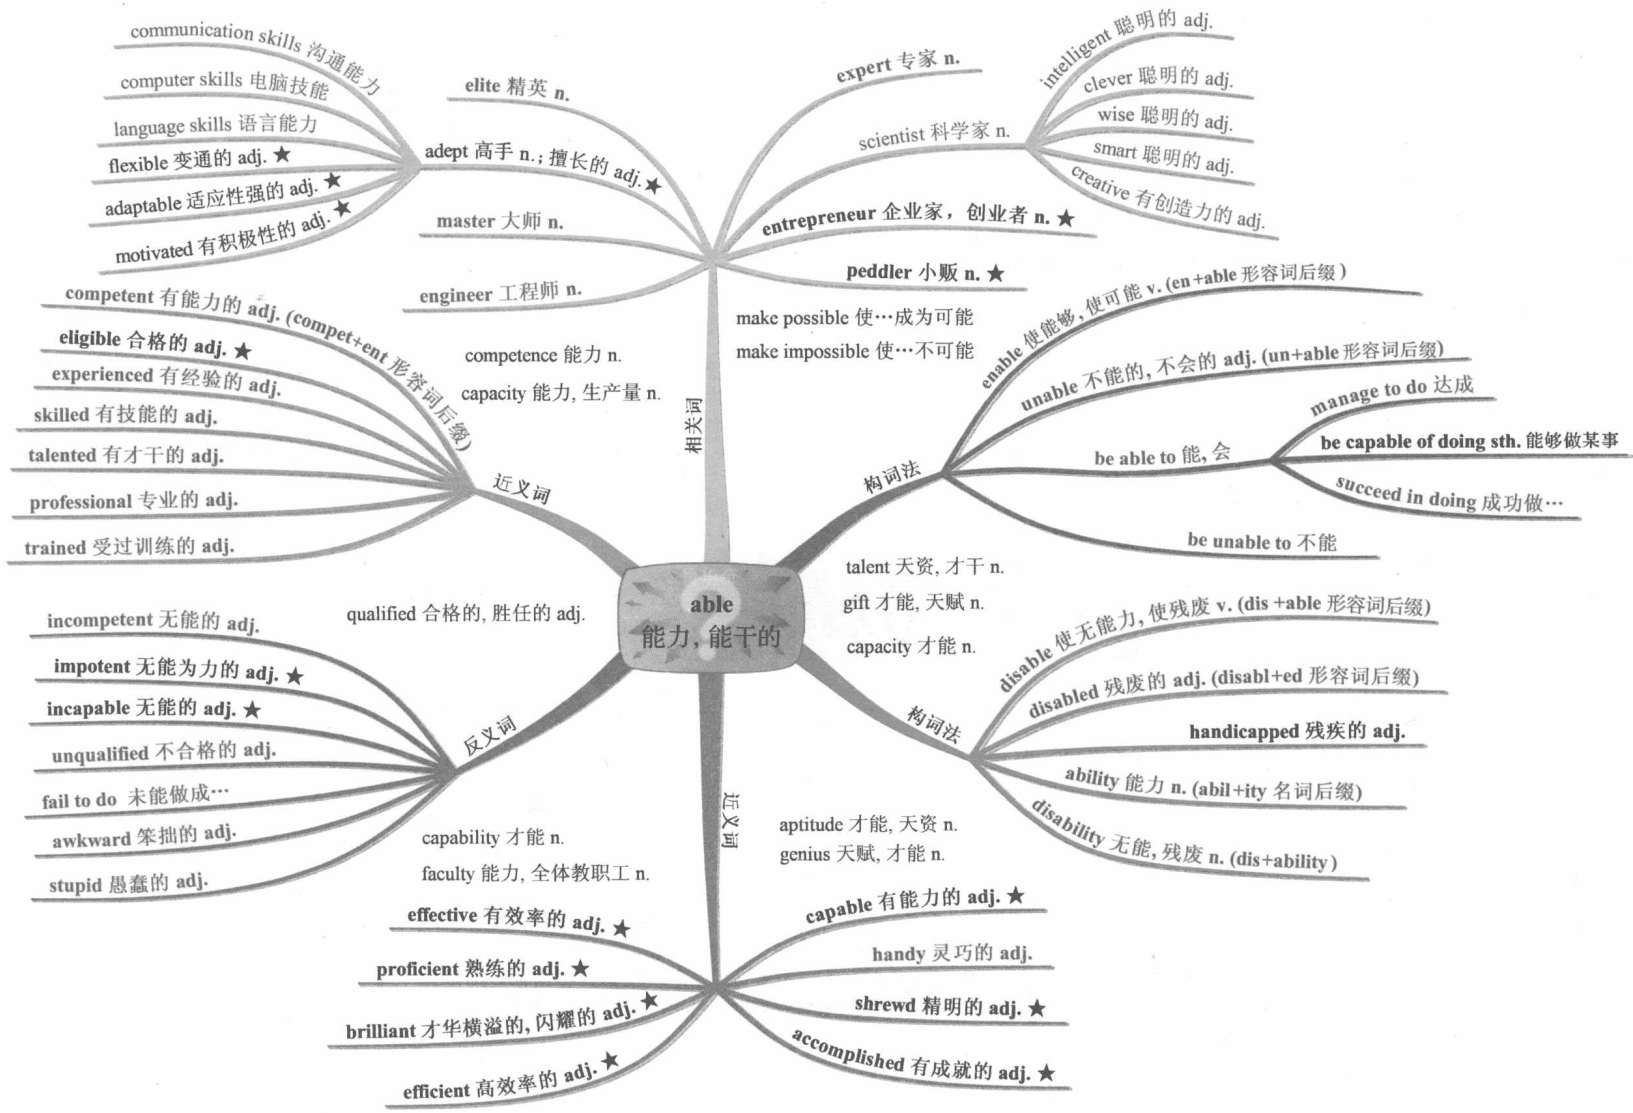 able
能力, 能干的
相关词
elite 精英 n.
adept 高手 n.; 擅长的 adj.★
communication skills 沟通能力
computer skills 电脑技能
language skills 语言能力
flexible 变通的 adj. ★
adaptable 适应性强的 adj. ★
motivated 有积极性的 adj. ★
master 大师 n.
engineer 工程师 n.
expert 专家 n.
scientist 科学家 n.
intelligent 聪明的 adj.
clever 聪明的 adj.
wise 聪明的 adj.
smart 聪明的 adj.
creative 有创造力的 adj.
entrepreneur 企业家，创业者 n. ★
peddler 小贩 n. ★
make possible 使…成为可能
make impossible 使…不可能
构词法
enable 使能够, 使可能 v. (en+able 形容词后缀)
unable 不能的, 不会的 adj. (un+able 形容词后缀)
be able to 能, 会
manage to do 达成
be capable of doing sth. 能够做某事
succeed in doing 成功做…
be unable to 不能
talent 天资, 才干 n.
gift 才能, 天赋 n.
capacity 才能 n.
构词法
disable 使无能力, 使残废 v. (dis +able 形容词后缀)
disabled 残废的 adj. (disabl+ed 形容词后缀)
handicapped 残疾的 adj.
ability 能力 n. (abil+ity 名词后缀)
disability 无能, 残废 n. (dis+ability)
aptitude 才能, 天资 n.
genius 天赋, 才能 n.
近义词
capable 有能力的 adj. ★
handy 灵巧的 adj.
shrewd 精明的 adj. ★
accomplished 有成就的 adj. ★
effective 有效率的 adj. ★
proficient 熟练的 adj. ★
brilliant 才华横溢的, 闪耀的 adj. ★
efficient 高效率的 adj. ★
capability 才能 n.
faculty 能力, 全体教职工 n.
反义词
incompetent 无能的 adj.
impotent 无能为力的 adj. ★
incapable 无能的 adj. ★
unqualified 不合格的 adj.
fail to do 未能做成…
awkward 笨拙的 adj.
stupid 愚蠢的 adj.
qualified 合格的, 胜任的 adj.
近义词
competent 有能力的 adj. (compet+ent 形容词后缀)
eligible 合格的 adj. ★
experienced 有经验的 adj.
skilled 有技能的 adj.
talented 有才干的 adj.
professional 专业的 adj.
trained 受过训练的 adj.
competence 能力 n.
capacity 能力, 生产量 n.